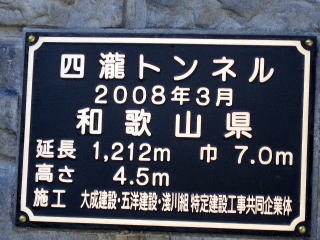 四瀧トンネル
2008年3月
和歌山県
延長 1,212m 巾 7.0m
高さ 4.5m
施工 大成建設・五洋建設・淺川組 特定建設工事共同企業体